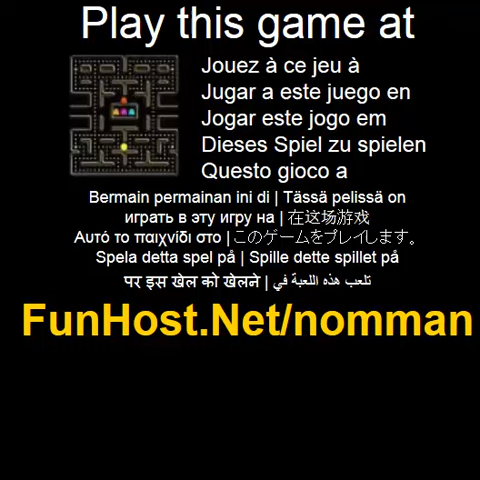 Play this game at
Jouez à ce jeu à
Jugar a este juego en
Jogar este jogo em
Dieses Spiel zu spielen
Questo gioco a
Bermain permainan ini di | Tässä pelissä on
играть в эту игру на | 在这场游戏
Αυτό το παιχνίδι στο | このゲームをプレイします。
Spela detta spel på | Spille dette spillet på
पर इस खेल को खेलने | تلعب هذه اللعبة في
FunHost.Net/nomman